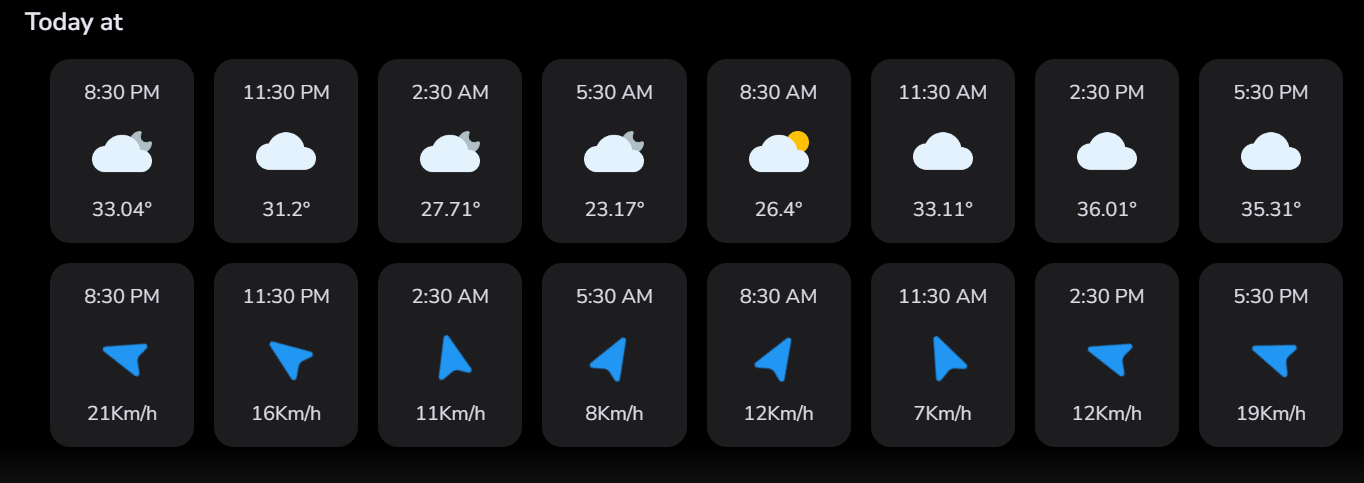 Today at
8:30 PM 11:30 PM 2:30 AM 5:30 AM 8:30 AM 11:30 AM 2:30 PM 5:30 PM
33.04° 31.2° 27.71° 23.17° 26.4° 33.11° 36.01° 35.31°
8:30 PM 11:30 PM 2:30 AM 5:30 AM 8:30 AM 11:30 AM 2:30 PM 5:30 PM
21Km/h 16Km/h 11Km/h 8Km/h 12Km/h 7Km/h 12Km/h 19Km/h